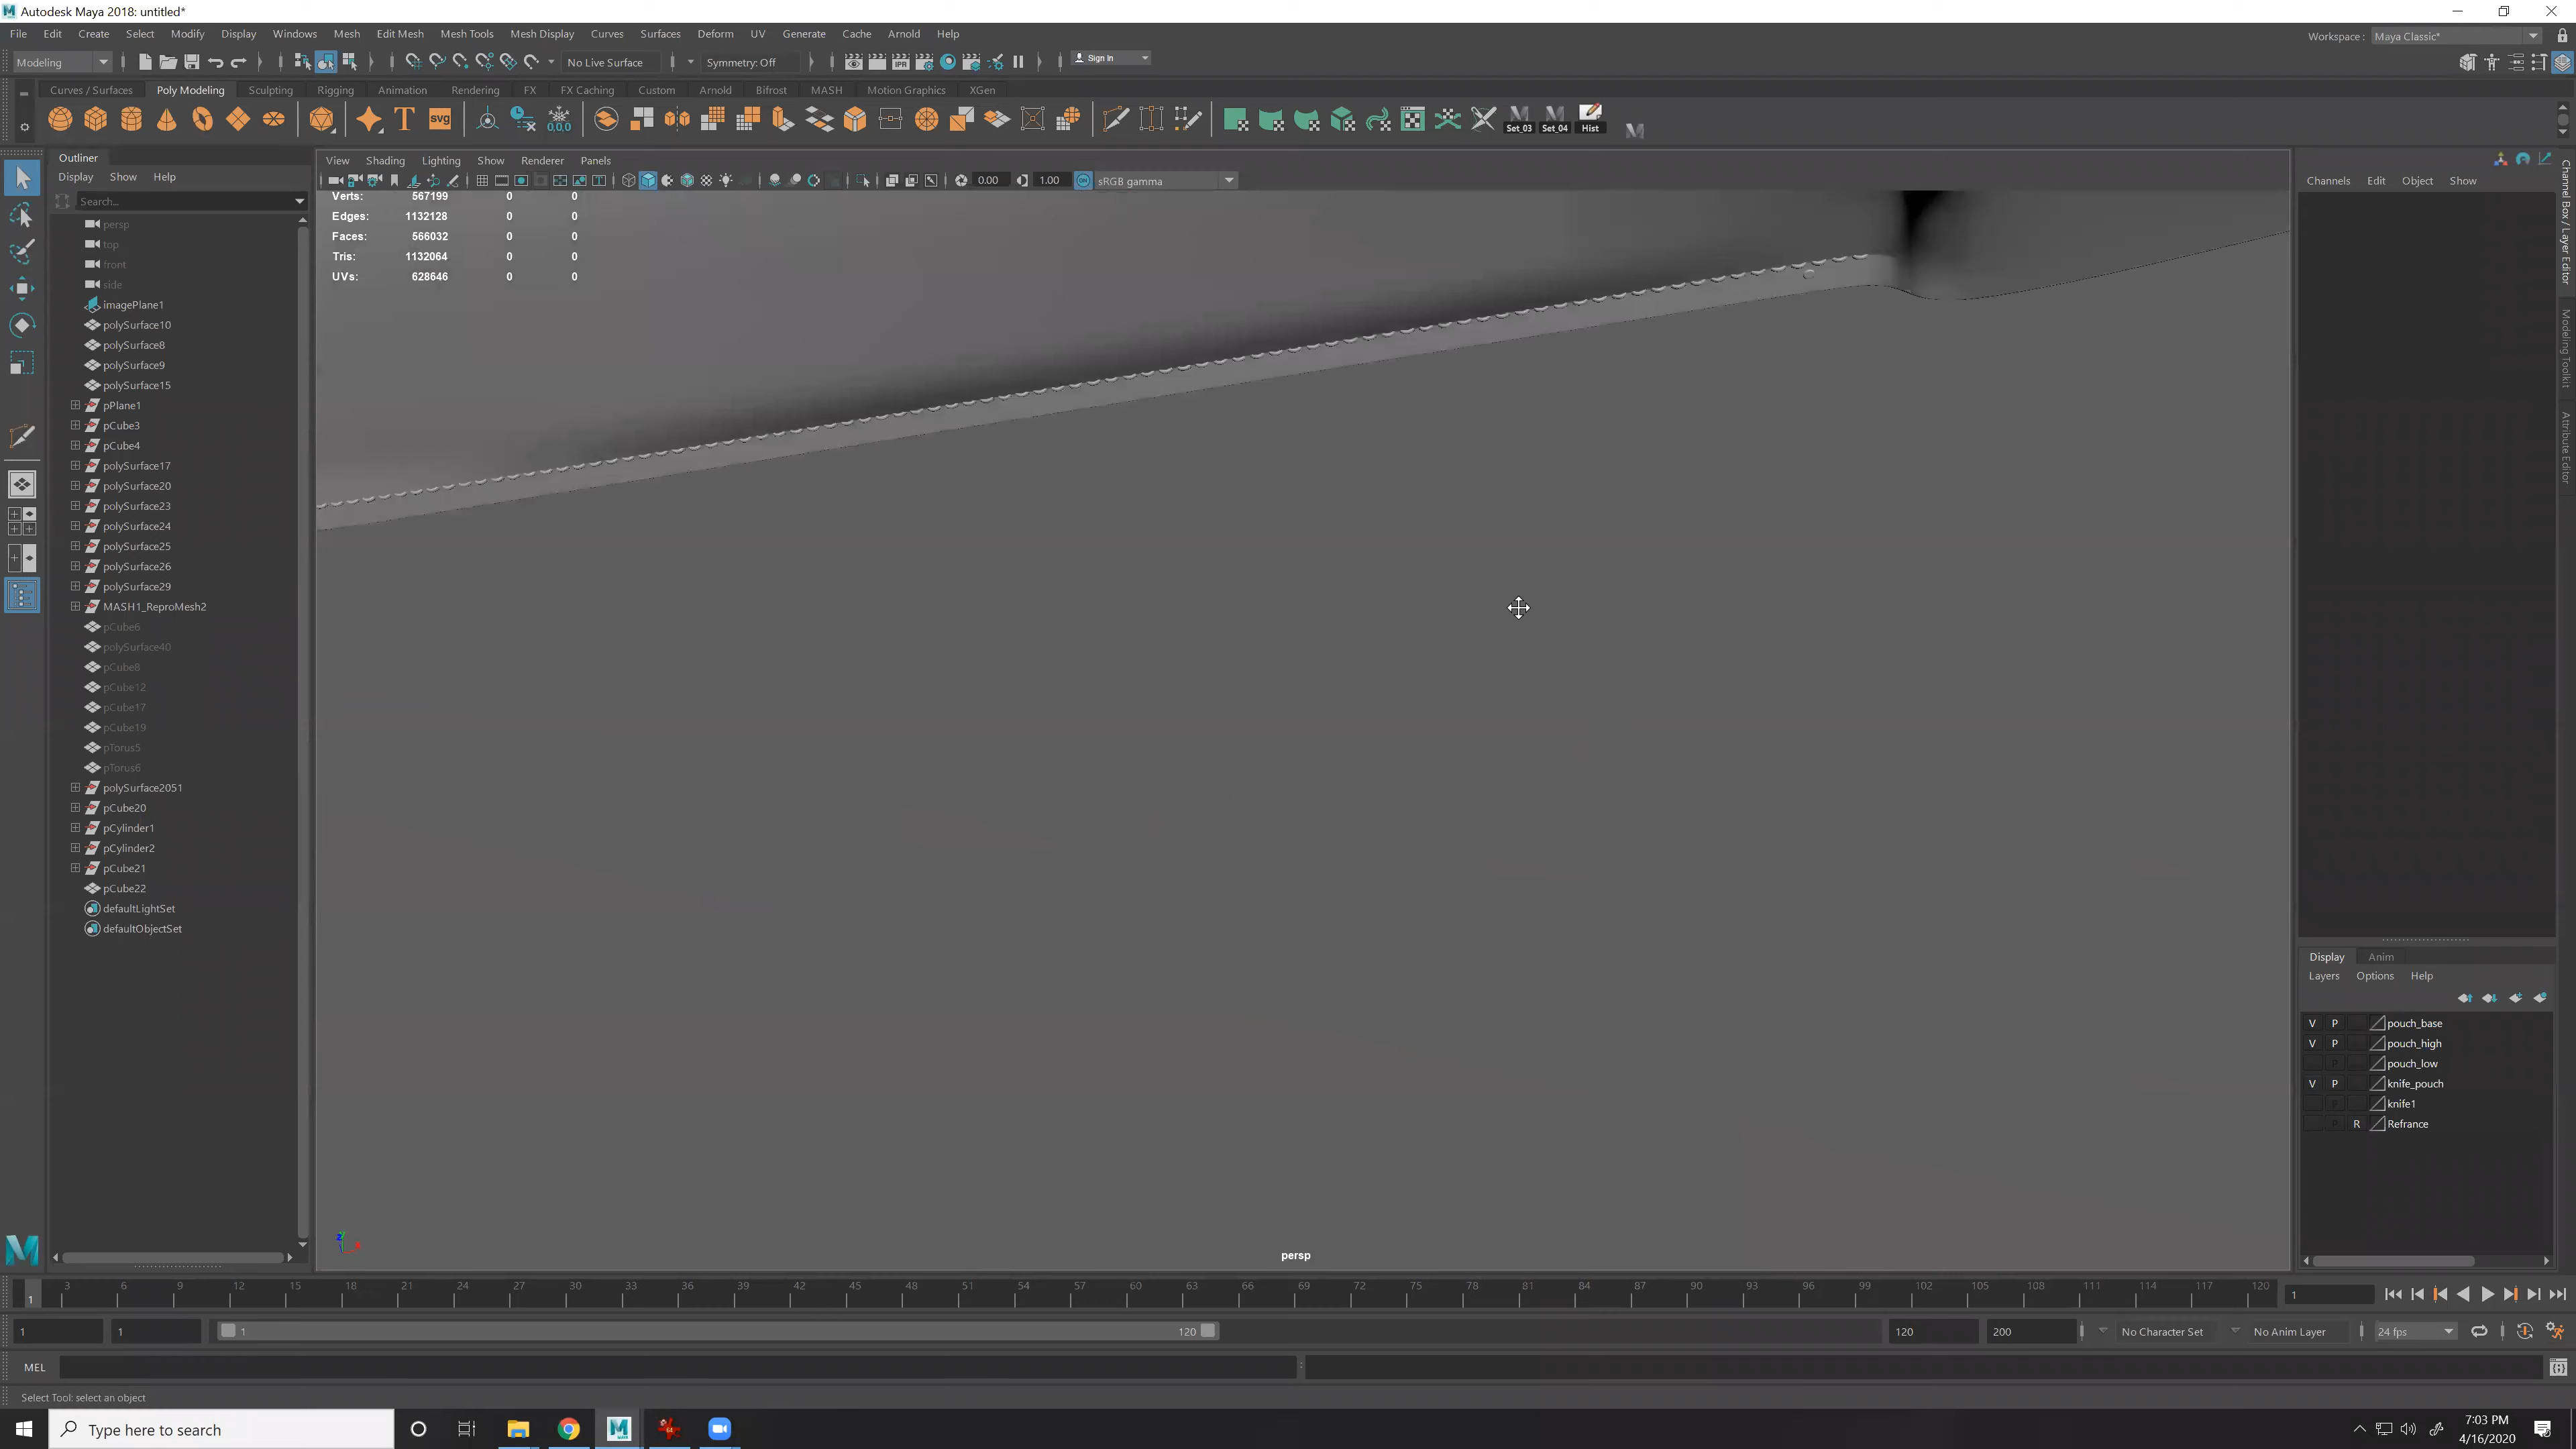 Autodesk Maya 2018: untitled*
File Edit Create Select Modify Display Windows Mesh Edit Mesh Mesh Tools Mesh Display Curves Surfaces Deform UV Generate Cache Arnold Help
Workspace : Maya Classic*
Modeling No Live Surface Symmetry: Off Sign In
Curves / Surfaces Poly Modeling Sculpting Rigging Animation Rendering FX FX Caching Custom Arnold Bifrost MASH Motion Graphics XGen
Set_03 Set_04 Hist
Outliner
Display Show Help
Search...
persp
top
front
side
imagePlane1
polySurface10
polySurface8
polySurface9
polySurface15
pPlane1
pCube3
pCube4
polySurface17
polySurface20
polySurface23
polySurface24
polySurface25
polySurface26
polySurface29
MASH1_ReproMesh2
pCube6
polySurface40
pCube8
pCube12
pCube17
pCube19
pTorus5
pTorus6
polySurface2051
pCube20
pCylinder1
pCylinder2
pCube21
pCube22
defaultLightSet
defaultObjectSet
View Shading Lighting Show Renderer Panels
0.00 1.00 sRGB gamma
Verts: 567199 0 0
Edges: 1132128 0 0
Faces: 566032 0 0
Tris: 1132064 0 0
UVs: 628646 0 0
persp
Channels Edit Object Show
Channel Box / Layer Editor
Modeling Toolkit
Attribute Editor
Display Anim
Layers Options Help
V P pouch_base
V P pouch_high
P pouch_low
V P knife_pouch
P knife1
P R Refrance
1 3 6 9 12 15 18 21 24 27 30 33 36 39 42 45 48 51 54 57 60 63 66 69 72 75 78 81 84 87 90 93 96 99 102 105 108 111 114 117 120 1
1 1 1 120 120 200 No Character Set No Anim Layer 24 fps
MEL
Select Tool: select an object
Type here to search
7:03 PM
4/16/2020